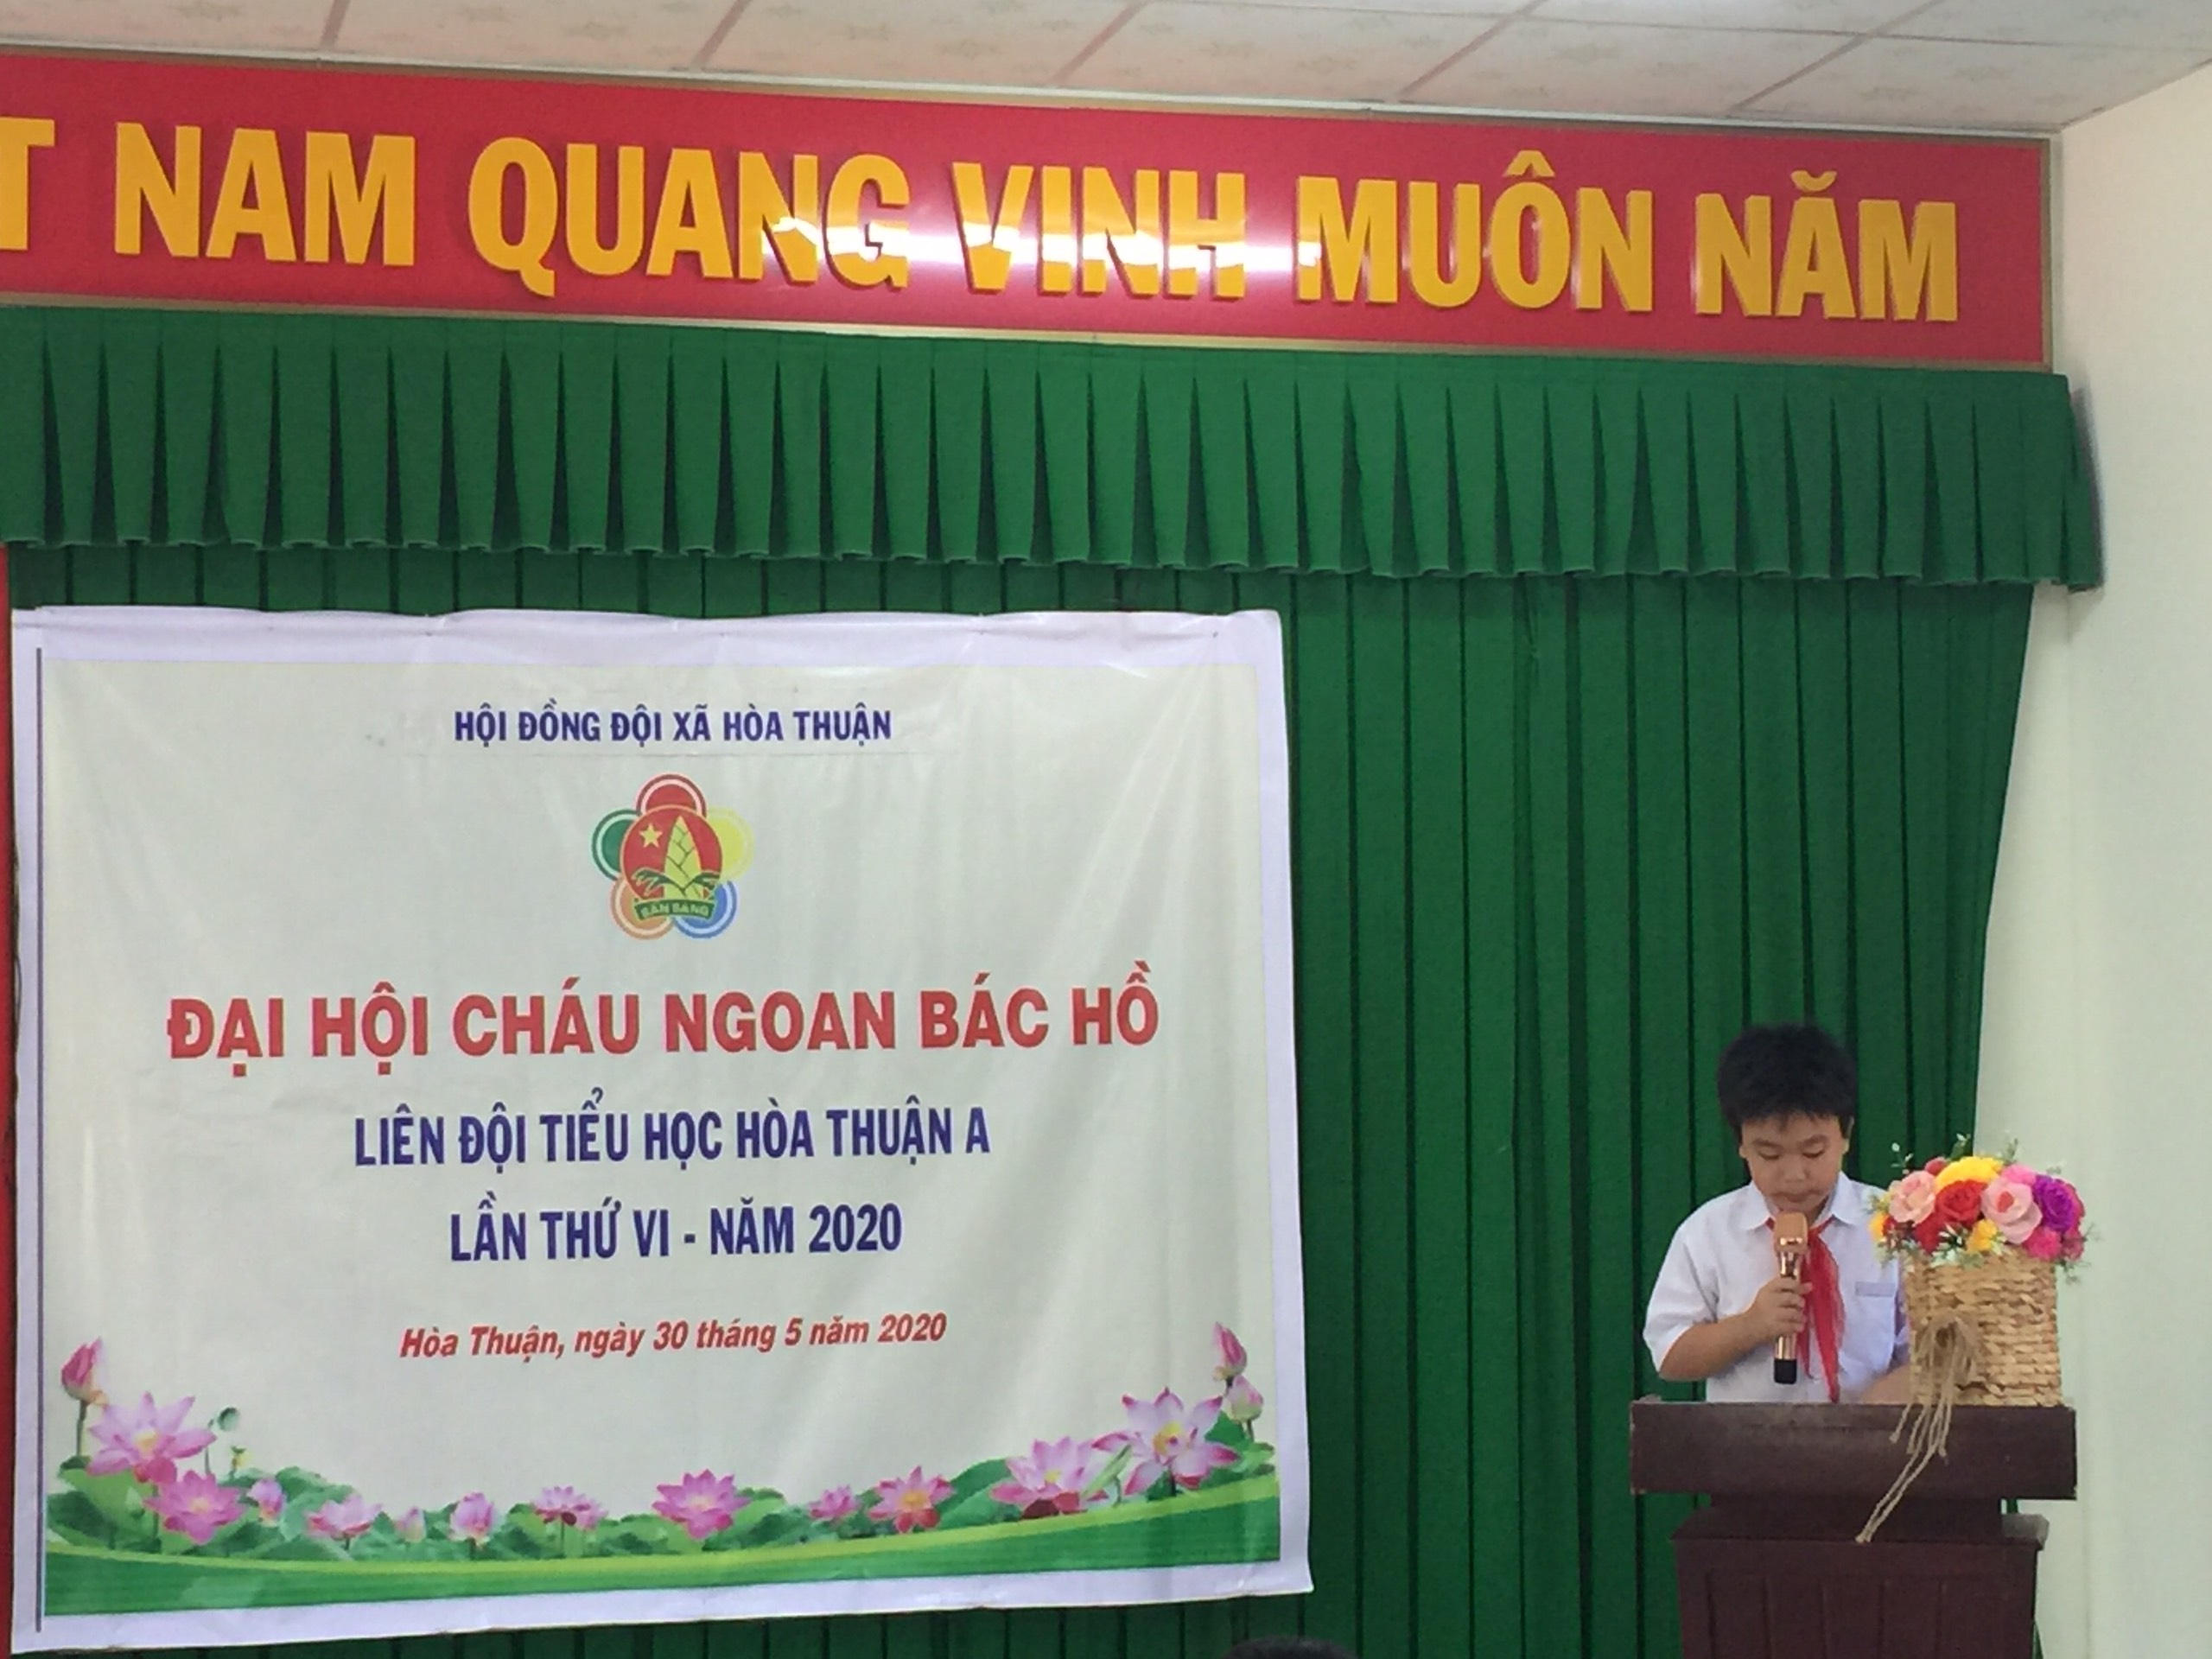 T NAM QUANG VINH MUÔN NĂM
HỘI ĐỒNG ĐỘI XÃ HÒA THUẬN
SẴN SÀNG
ĐẠI HỘI CHÁU NGOAN BÁC HỒ
LIÊN ĐỘI TIỂU HỌC HÒA THUẬN A
LẦN THỨ VI - NĂM 2020
Hòa Thuận, ngày 30 tháng 5 năm 2020